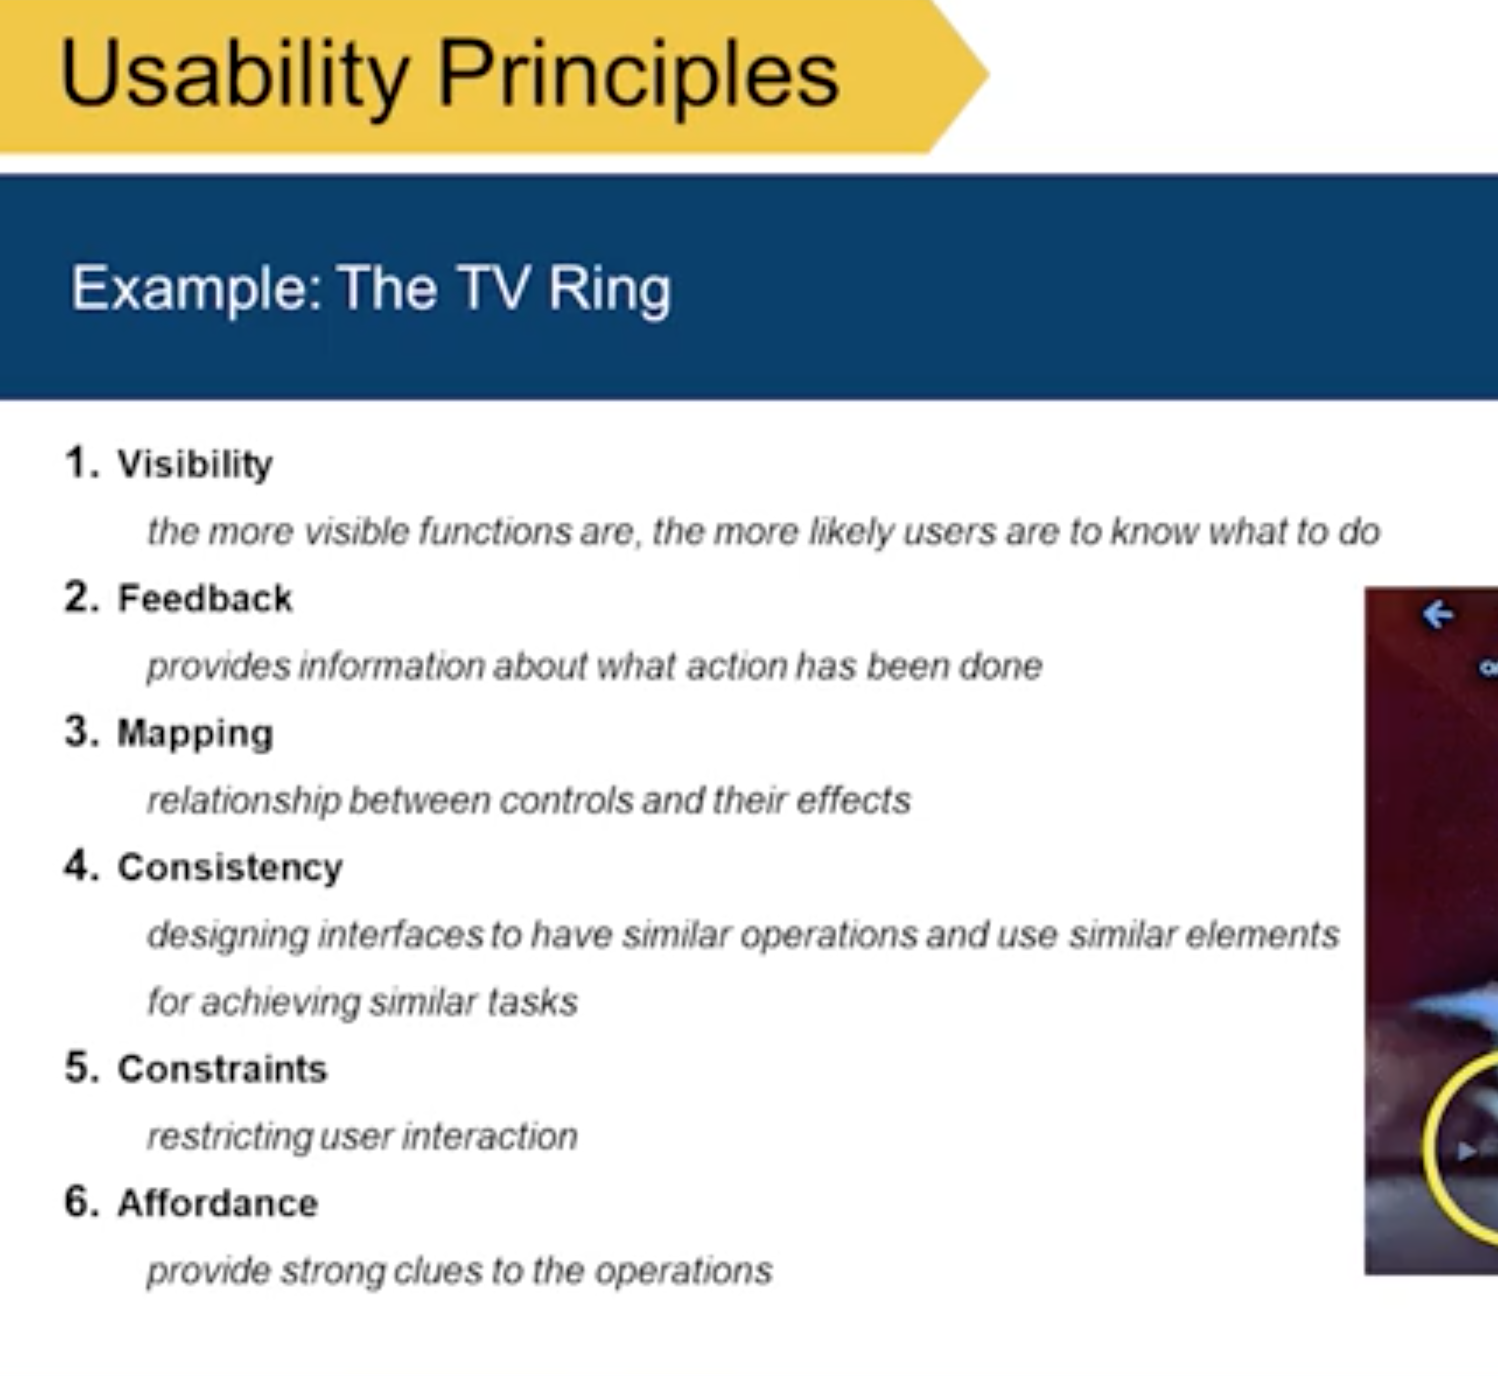 Usability Principles
Example: The TV Ring
1. Visibility
the more visible functions are, the more likely users are to know what to do
2. Feedback
provides information about what action has been done
3. Mapping
relationship between controls and their effects
4. Consistency
designing interfaces to have similar operations and use similar elements
for achieving similar tasks
5. Constraints
restricting user interaction
6. Affordance
provide strong clues to the operations